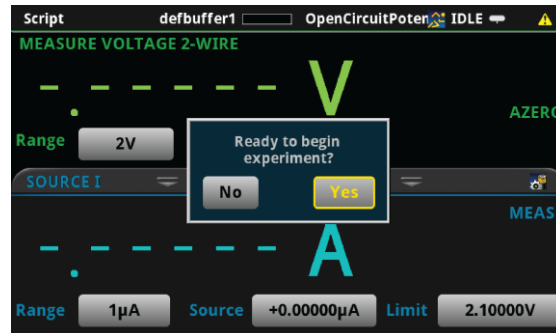 Script defbuffer1 OpenCircuitPoten IDLE
MEASURE VOLTAGE 2-WIRE
-.----- V
AZERO
Range 2V
Ready to begin
experiment?
No Yes
SOURCE I
MEAS
-.----- A
Range 1µA Source +0.00000µA Limit 2.10000V